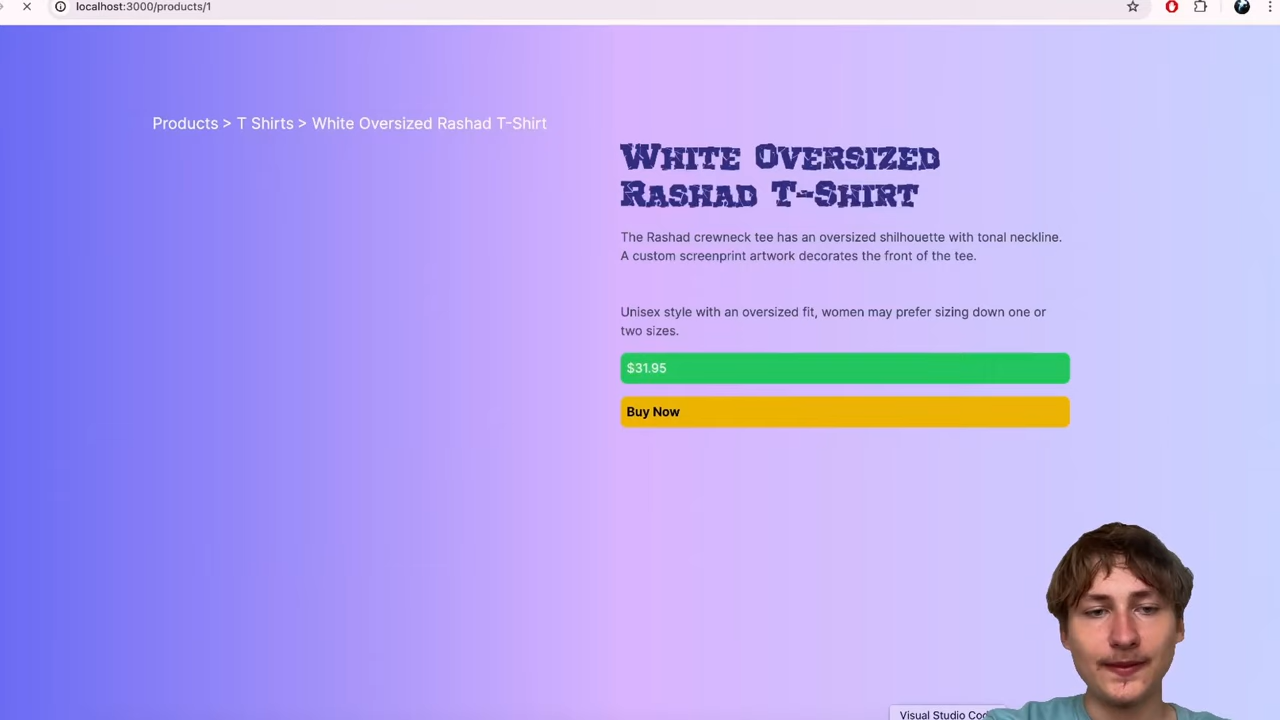 localhost:3000/products/1
Products > T Shirts > White Oversized Rashad T-Shirt
White Oversized
Rashad T-Shirt
The Rashad crewneck tee has an oversized shilhouette with tonal neckline.
A custom screenprint artwork decorates the front of the tee.
Unisex style with an oversized fit, women may prefer sizing down one or
two sizes.
$31.95
Buy Now
Visual Studio